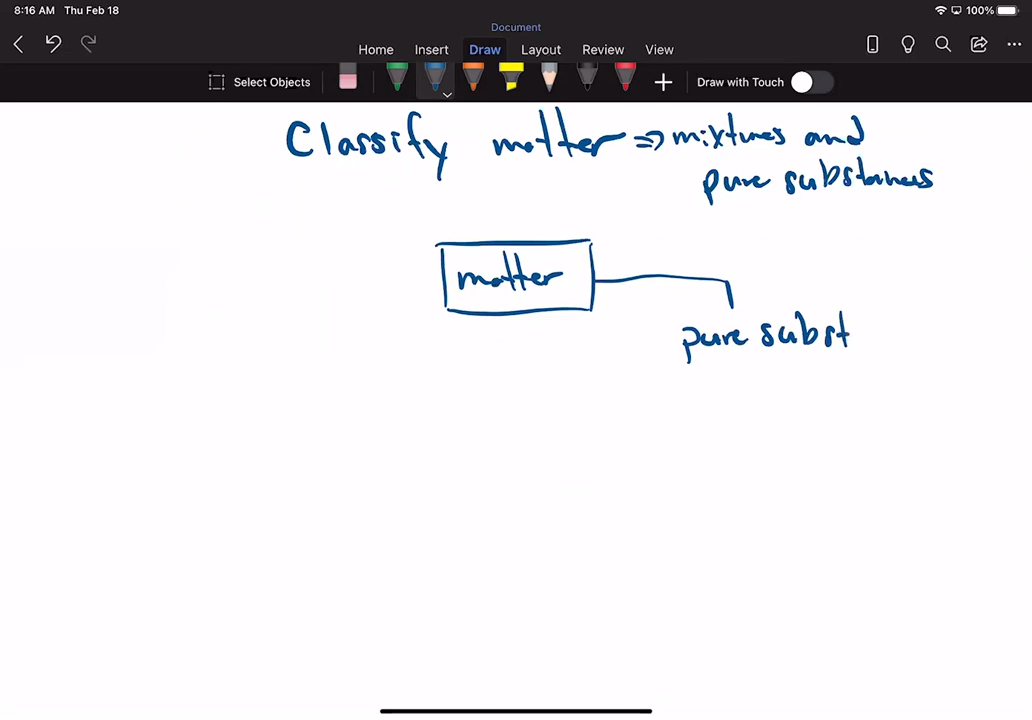 8:16 AM Thu Feb 18
100%
Document
Home Insert Draw Layout Review View
Select Objects
Draw with Touch
Classify matter ⇒ mixtures and
pure substances
matter
pure subst